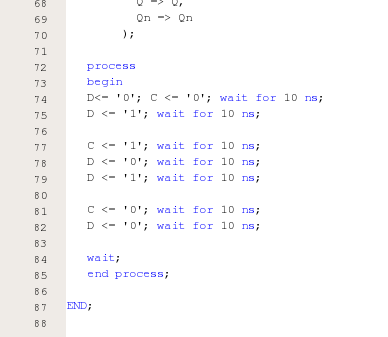 68 Q => Q,
69 Qn => Qn
70 );
71
72 process
73 begin
74 D<= '0'; C <= '0'; wait for 10 ns;
75 D <= '1'; wait for 10 ns;
76
77 C <= '1'; wait for 10 ns;
78 D <= '0'; wait for 10 ns;
79 D <= '1'; wait for 10 ns;
80
81 C <= '0'; wait for 10 ns;
82 D <= '0'; wait for 10 ns;
83
84 wait;
85 end process;
86
87 END;
88